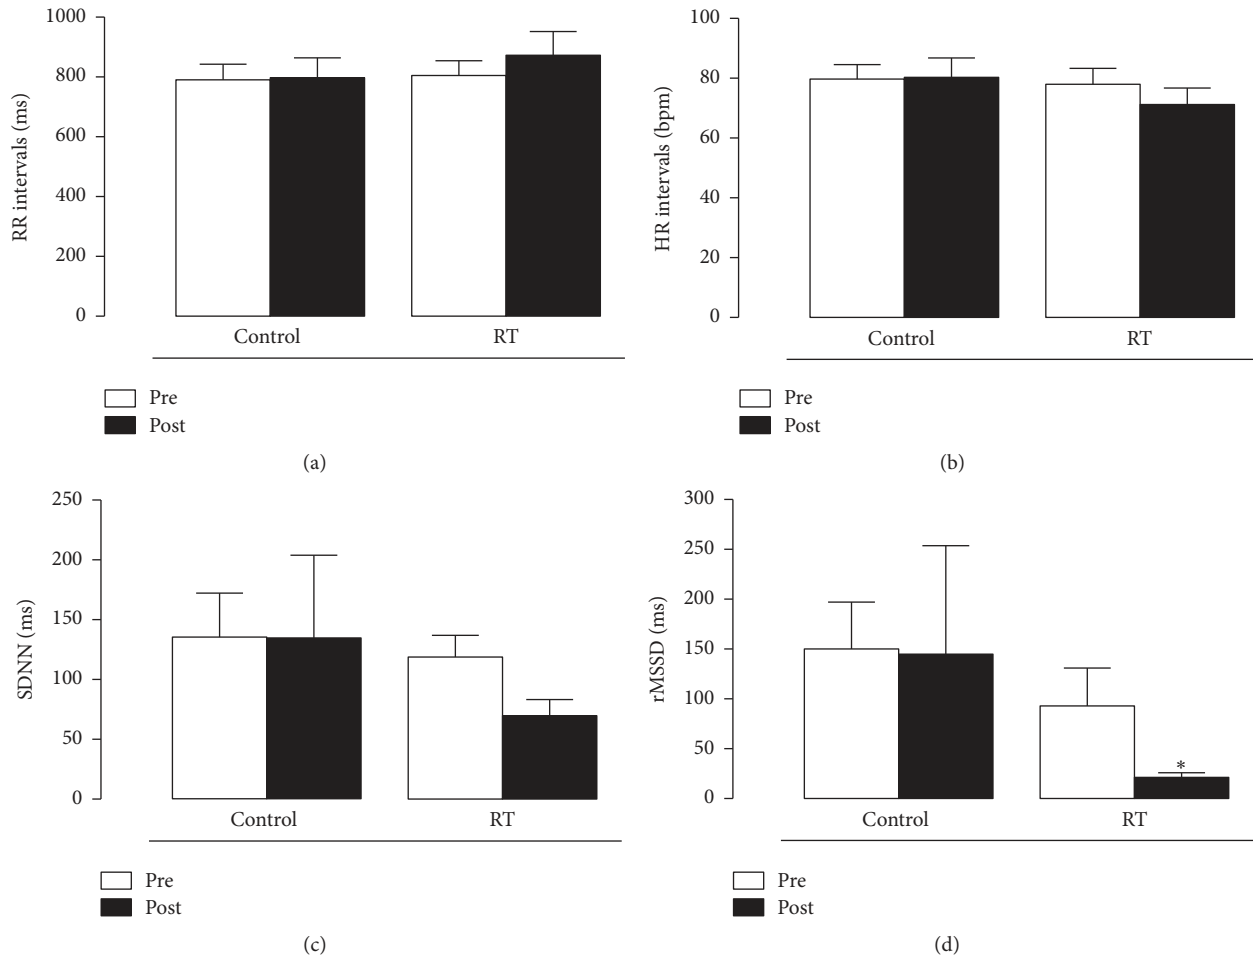 RR intervals (ms)
1000
800
600
400
200
0
Control
RT
Pre
Post
(a)
HR intervals (bpm)
100
80
60
40
20
0
Control
RT
Pre
Post
(b)
SDNN (ms)
250
200
150
100
50
0
Control
RT
Pre
Post
(c)
rMSSD (ms)
300
250
200
150
100
50
0
*
Control
RT
Pre
Post
(d)